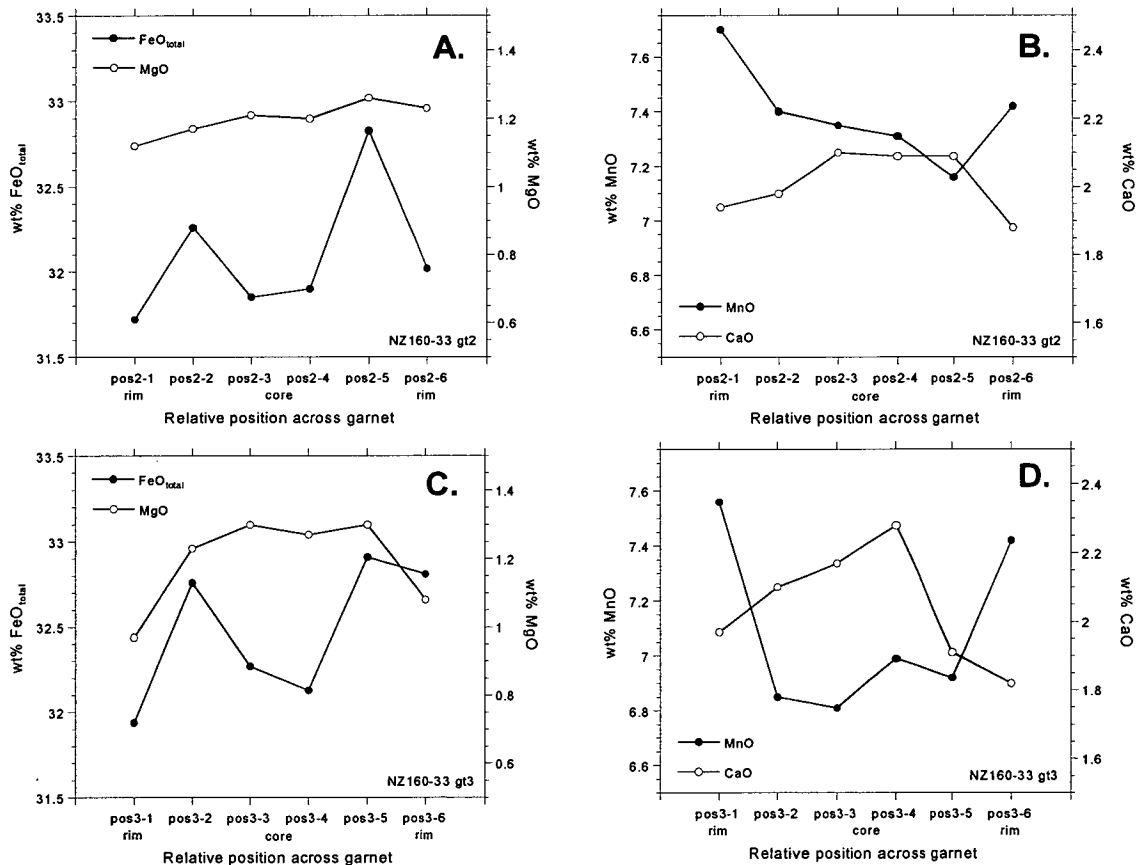 A.
FeOtotal
MgO
33.5
33
32.5
32
31.5
wt% FeOtotal
1.4
1.2
1
0.8
0.6
wt% MgO
NZ160-33 gt2
pos2-1 pos2-2 pos2-3 pos2-4 pos2-5 pos2-6
rim core rim
Relative position across garnet
B.
7.6
7.4
7.2
7
6.8
6.6
wt% MnO
2.4
2.2
2
1.8
1.6
wt% CaO
MnO
CaO
NZ160-33 gt2
pos2-1 pos2-2 pos2-3 pos2-4 pos2-5 pos2-6
rim core rim
Relative position across garnet
C.
FeOtotal
MgO
33.5
33
32.5
32
31.5
wt% FeOtotal
1.4
1.2
1
0.8
0.6
wt% MgO
NZ160-33 gt3
pos3-1 pos3-2 pos3-3 pos3-4 pos3-5 pos3-6
rim core rim
Relative position across garnet
D.
7.6
7.4
7.2
7
6.8
6.6
wt% MnO
2.4
2.2
2
1.8
1.6
wt% CaO
MnO
CaO
NZ160-33 gt3
pos3-1 pos3-2 pos3-3 pos3-4 pos3-5 pos3-6
rim core rim
Relative position across garnet